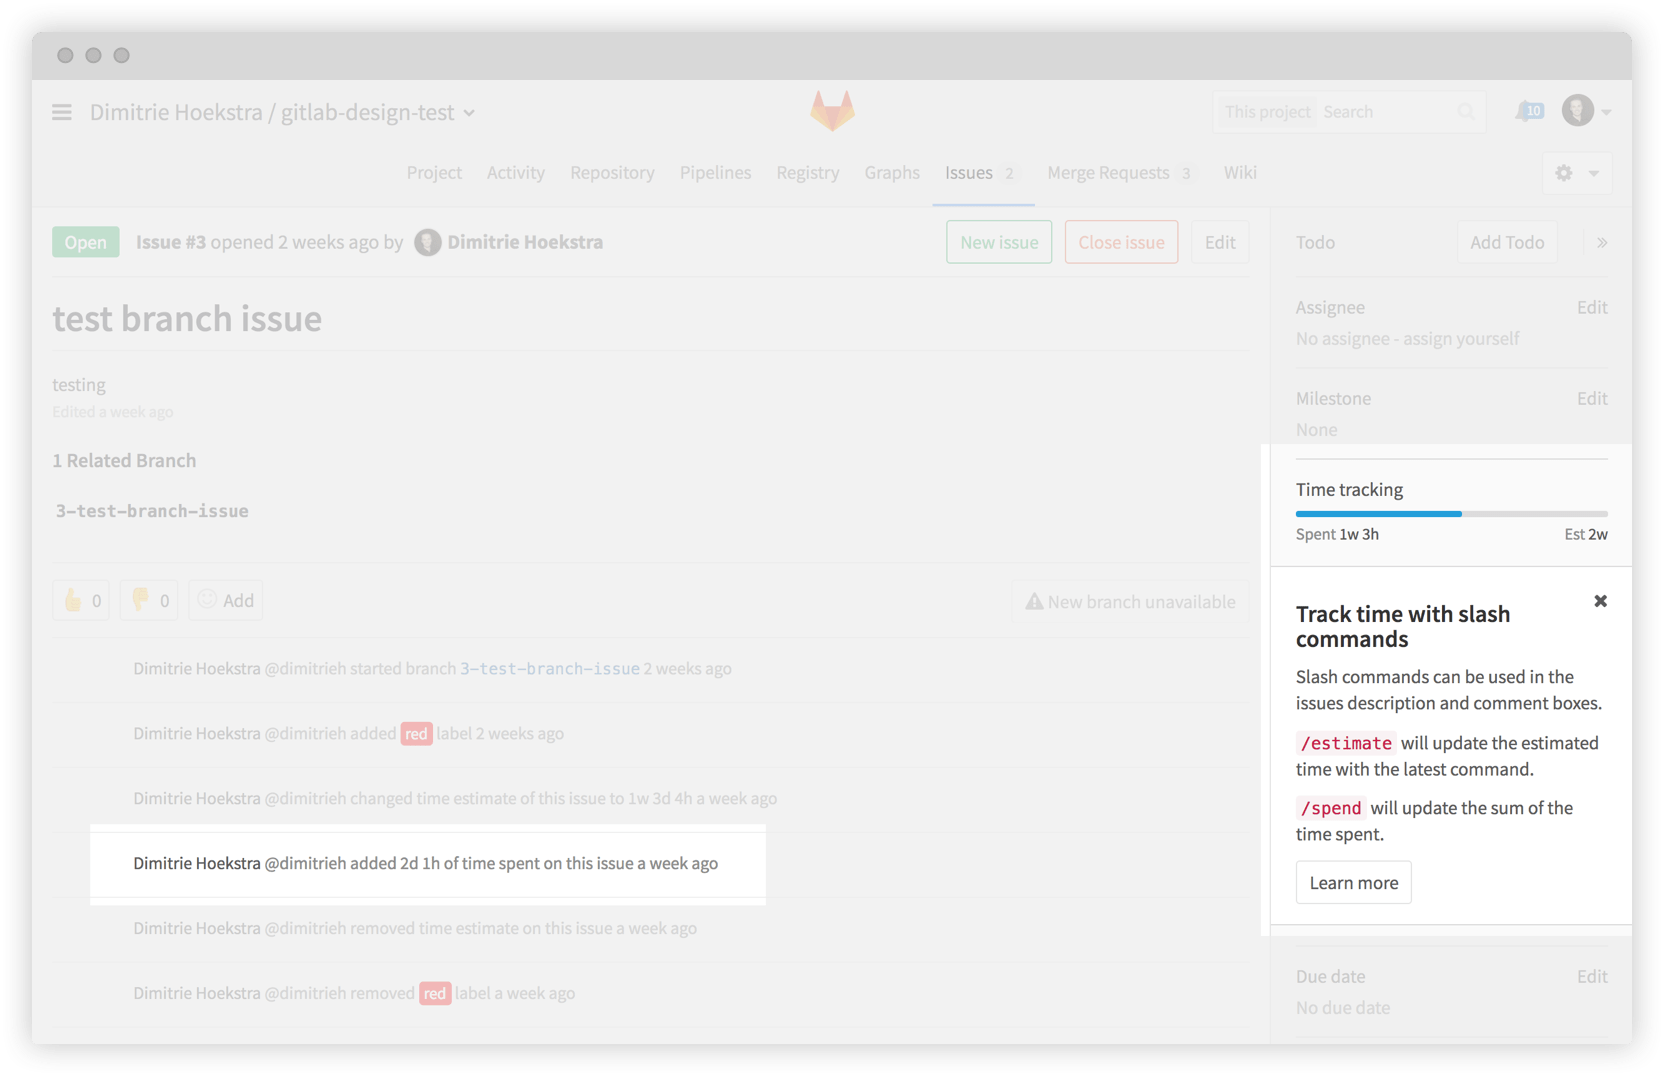 Dimitrie Hoekstra / gitlab-design-test
This project Search
10
Project Activity Repository Pipelines Registry Graphs Issues 2 Merge Requests 3 Wiki
Open Issue #3 opened 2 weeks ago by Dimitrie Hoekstra
New issue Close issue Edit
test branch issue
testing
Edited a week ago
1 Related Branch
3-test-branch-issue
0 0 Add
New branch unavailable
Dimitrie Hoekstra @dimitrieh started branch 3-test-branch-issue 2 weeks ago
Dimitrie Hoekstra @dimitrieh added red label 2 weeks ago
Dimitrie Hoekstra @dimitrieh changed time estimate of this issue to 1w 3d 4h a week ago
Dimitrie Hoekstra @dimitrieh added 2d 1h of time spent on this issue a week ago
Dimitrie Hoekstra @dimitrieh removed time estimate on this issue a week ago
Dimitrie Hoekstra @dimitrieh removed red label a week ago
Todo Add Todo »
Assignee Edit
No assignee - assign yourself
Milestone Edit
None
Time tracking
Spent 1w 3h Est 2w
Track time with slash
commands
Slash commands can be used in the
issues description and comment boxes.
/estimate will update the estimated
time with the latest command.
/spend will update the sum of the
time spent.
Learn more
Due date Edit
No due date